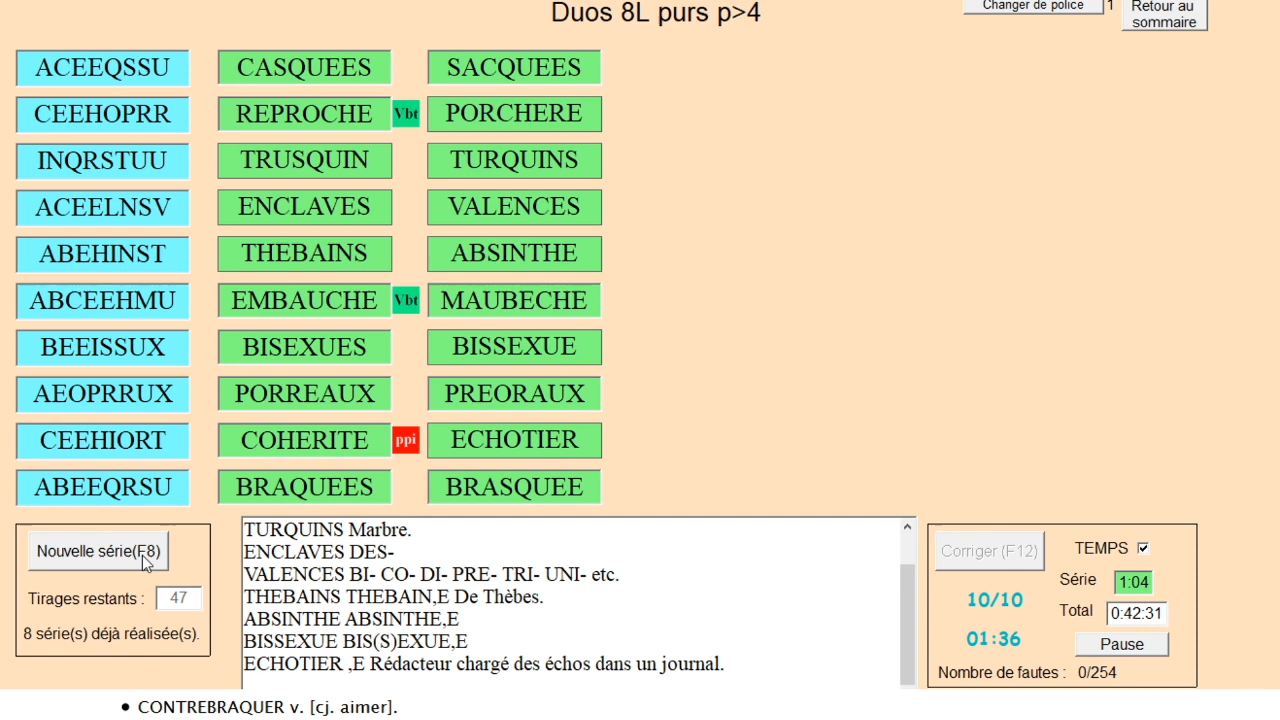 Duos 8L purs p>4
Changer de police 1 Retour au sommaire
ACEEQSSU CASQUEES SACQUEES
CEEHOPRR REPROCHE Vbt PORCHERE
INQRSTUU TRUSQUIN TURQUINS
ACEELNSV ENCLAVES VALENCES
ABEHINST THEBAINS ABSINTHE
ABCEEHMU EMBAUCHE Vbt MAUBECHE
BEEISSUX BISEXUES BISSEXUE
AEOPRRUX PORREAUX PREORAUX
CEEHIORT COHERITE ppi ECHOTIER
ABEEQRSU BRAQUEES BRASQUEE
Nouvelle série(F8)
Tirages restants : 47
8 série(s) déjà réalisée(s).
TURQUINS Marbre.
ENCLAVES DES-
VALENCES BI- CO- DI- PRE- TRI- UNI- etc.
THEBAINS THEBAIN,E De Thèbes.
ABSINTHE ABSINTHE,E
BISSEXUE BIS(S)EXUE,E
ECHOTIER ,E Rédacteur chargé des échos dans un journal.
Corriger (F12) TEMPS
Série 1:04
10/10
Total 0:42:31
01:36
Pause
Nombre de fautes : 0/254
• CONTREBRAQUER v. [cj. aimer].